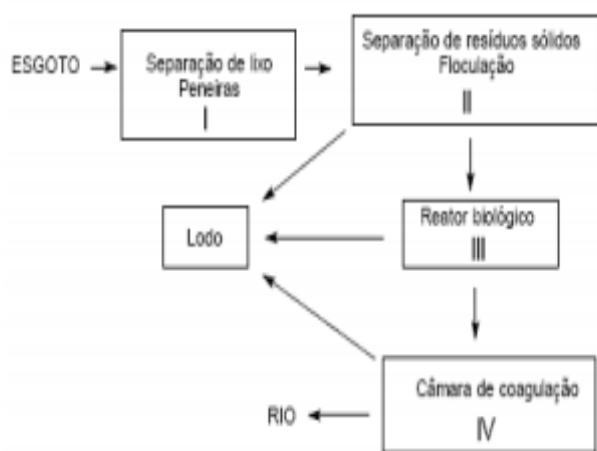 ESGOTO
Separação de lixo
Peneiras
I
Separação de resíduos sólidos
Floculação
II
Lodo
Reator biológico
III
Câmara de coagulação
IV
RIO